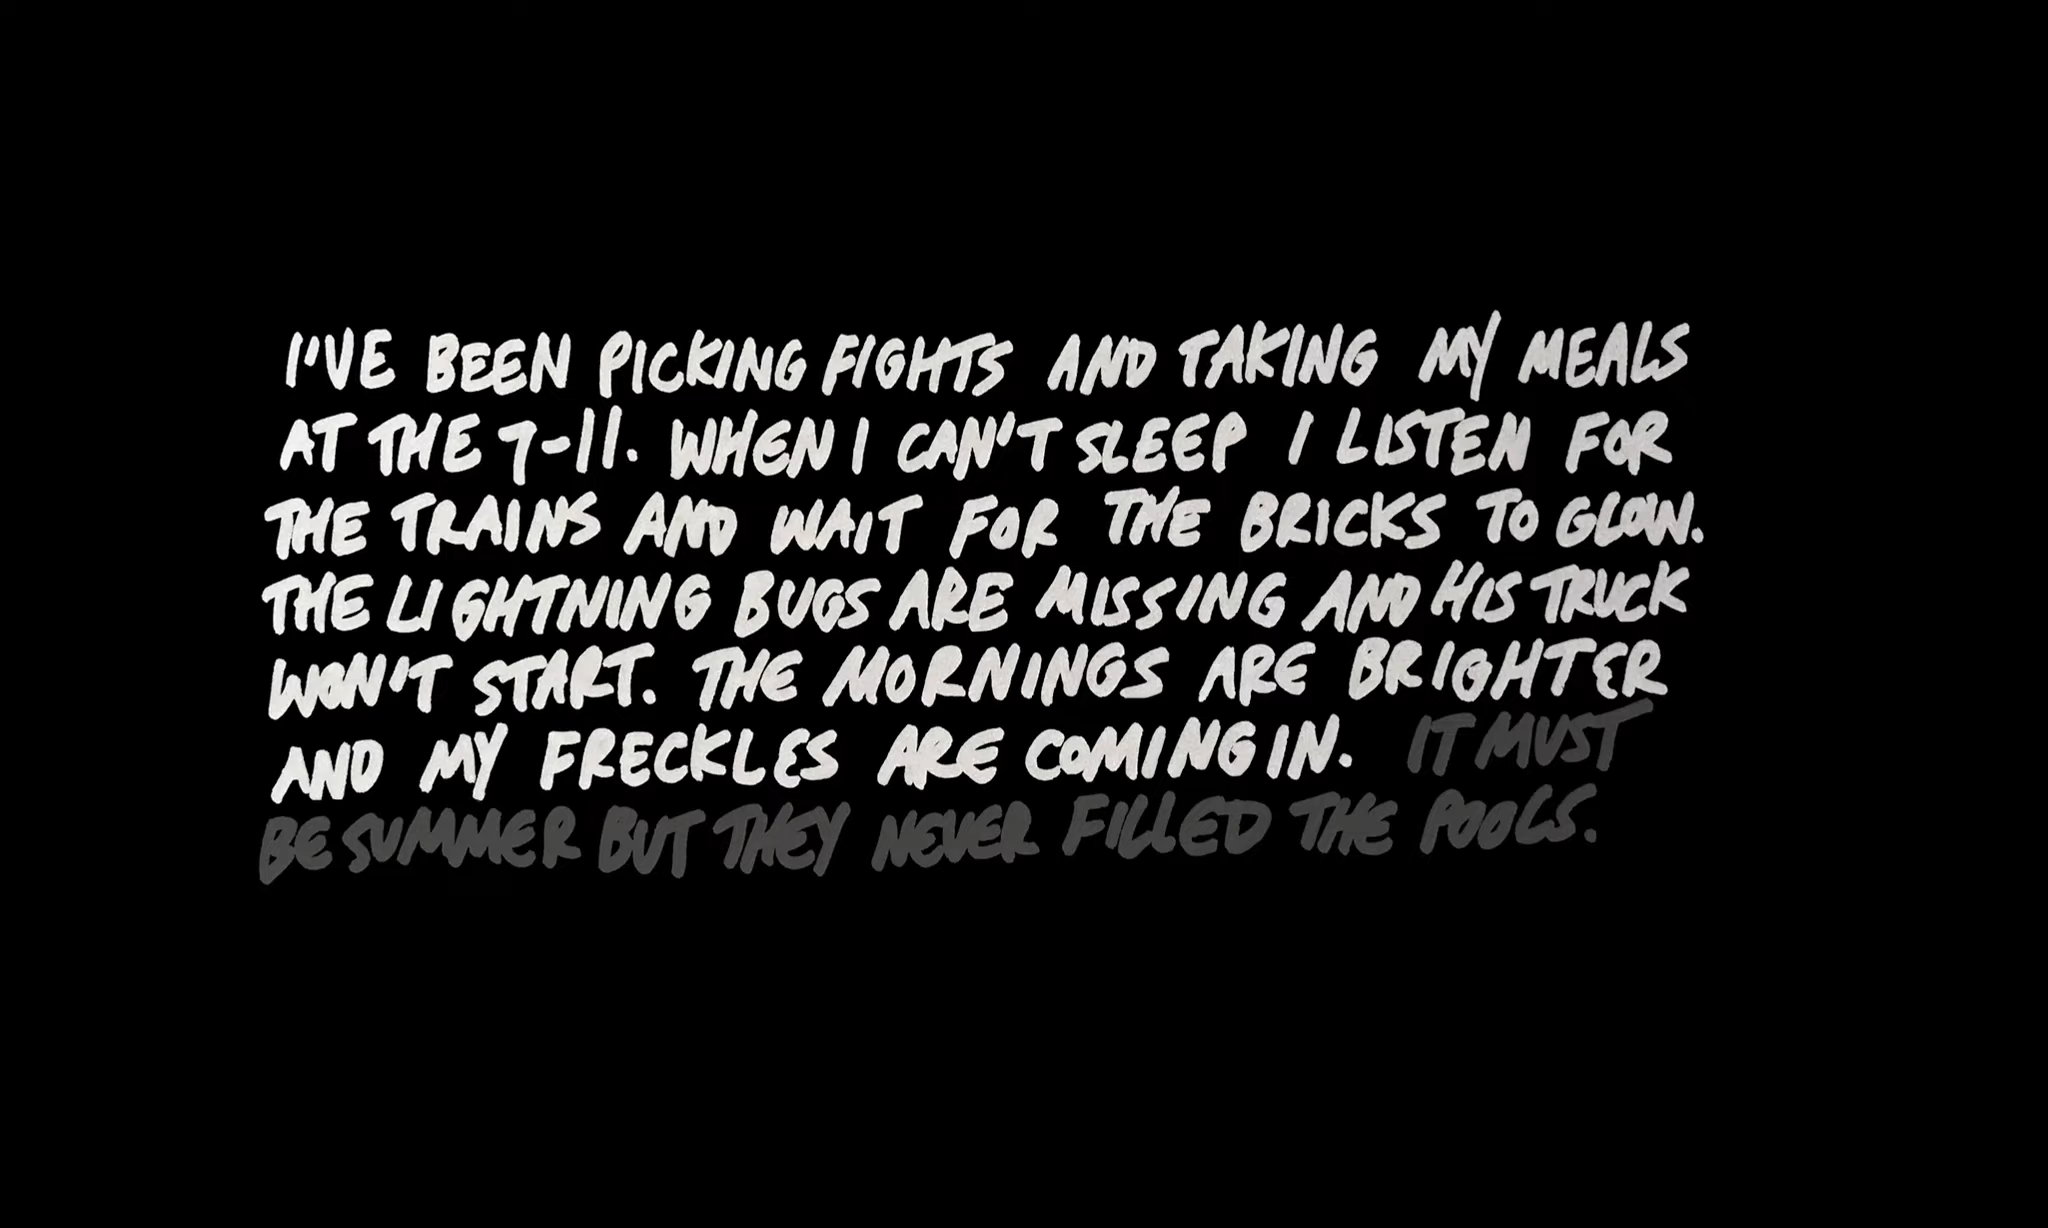 I'VE BEEN PICKING FIGHTS AND TAKING MY MEALS
AT THE 7-11. WHEN I CAN'T SLEEP I LISTEN FOR
THE TRAINS AND WAIT FOR THE BRICKS TO GLOW.
THE LIGHTNING BUGS ARE MISSING AND HIS TRUCK
WON'T START. THE MORNINGS ARE BRIGHTER
AND MY FRECKLES ARE COMING IN. IT MUST
BE SUMMER BUT THEY NEVER FILLED THE POOLS.